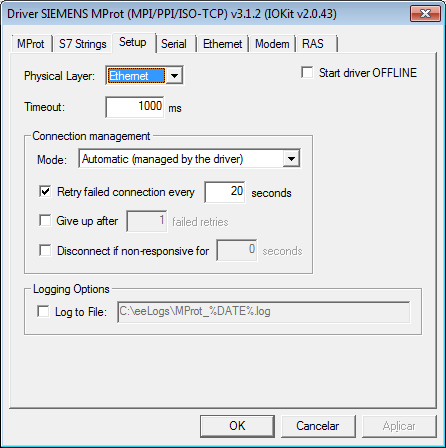 Driver SIEMENS MProt (MPI/PPI/ISO-TCP) v3.1.2 (IOKit v2.0.43)
MProt S7 Strings Setup Serial Ethernet Modem RAS
Physical Layer: Ethernet Start driver OFFLINE
Timeout: 1000 ms
Connection management
Mode: Automatic (managed by the driver)
Retry failed connection every 20 seconds
Give up after 1 failed retries
Disconnect if non-responsive for 0 seconds
Logging Options
Log to File: C:\eeLogs\MProt_%DATE%.log
OK Cancelar Aplicar